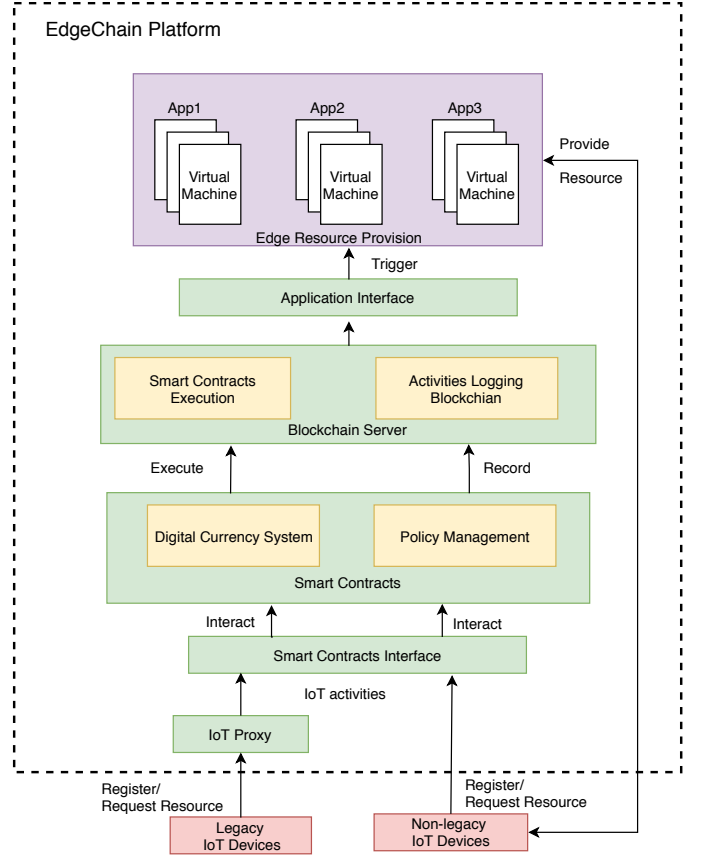 EdgeChain Platform
App1
App2
App3
Virtual
Machine
Virtual
Machine
Virtual
Machine
Provide
Resource
Edge Resource Provision
Trigger
Application Interface
Smart Contracts
Execution
Activities Logging
Blockchian
Blockchain Server
Execute
Record
Digital Currency System
Policy Management
Smart Contracts
Interact
Interact
Smart Contracts Interface
IoT activities
IoT Proxy
Register/
Request Resource
Register/
Request Resource
Legacy
IoT Devices
Non-legacy
IoT Devices